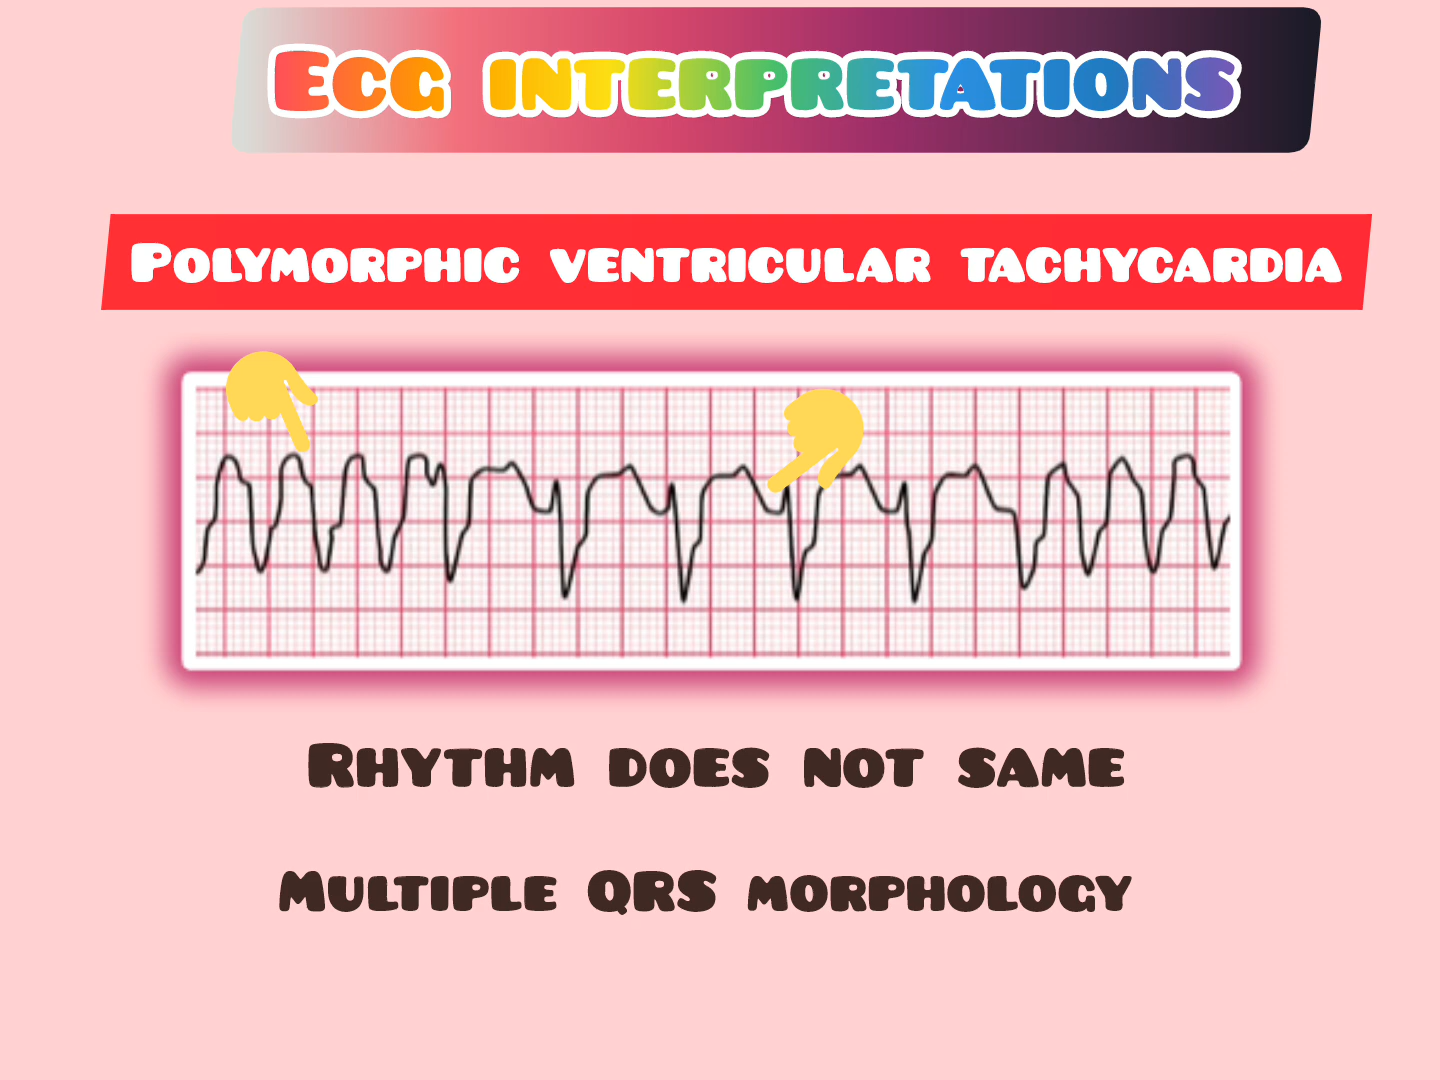 Ecg interpretations
Polymorphic ventricular tachycardia
Rhythm does not same
Multiple QRS morphology